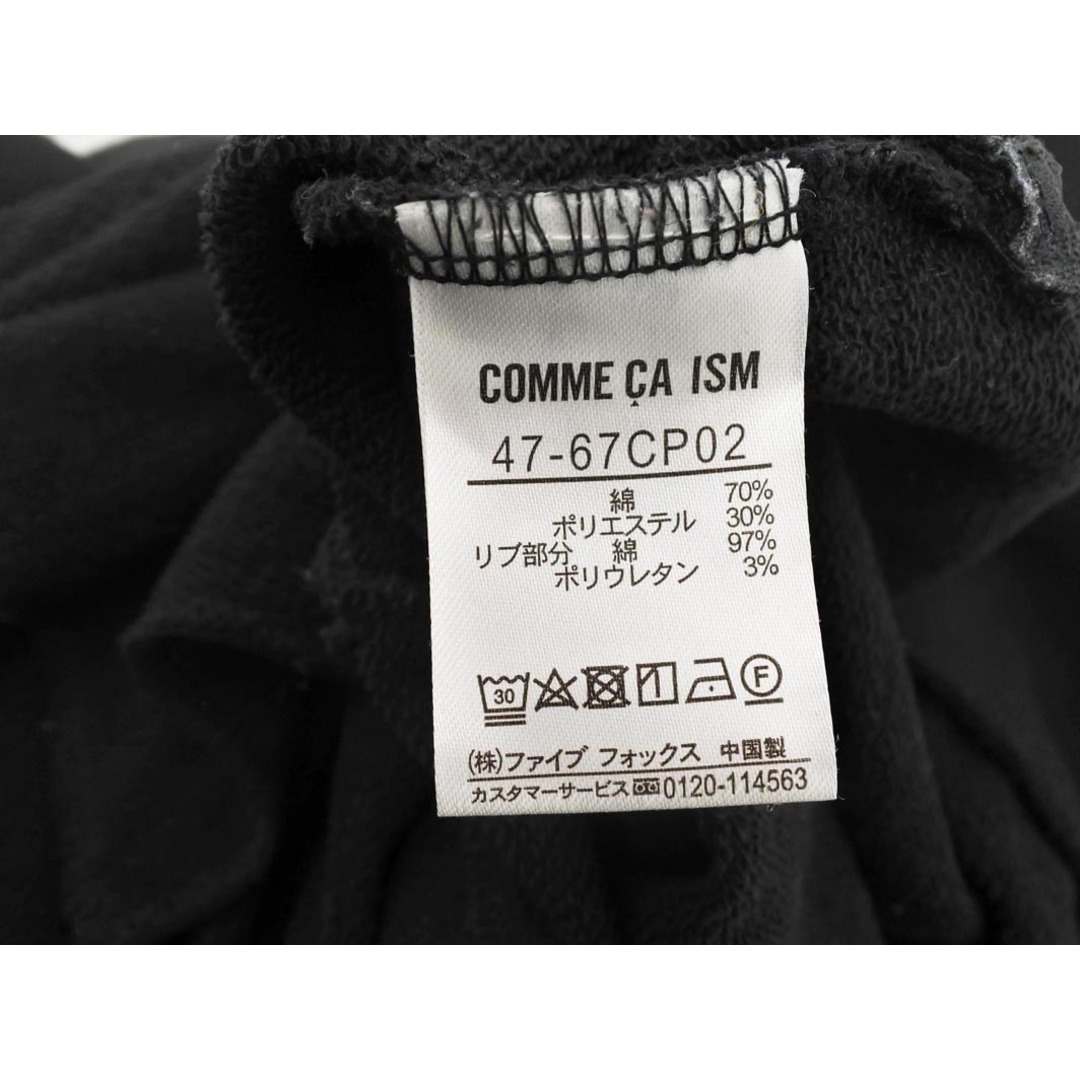 COMME ÇA ISM
47-67CP02
綿 70%
ポリエステル 30%
リブ部分 綿 97%
ポリウレタン 3%
30 F
(株)ファイブ フォックス 中国製
カスタマーサービス 0120-114563